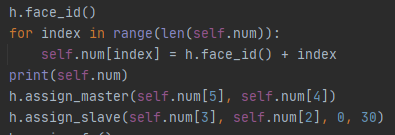 h.face_id()
for index in range(len(self.num)):
    self.num[index] = h.face_id() + index
print(self.num)
h.assign_master(self.num[5], self.num[4])
h.assign_slave(self.num[3], self.num[2], 0, 30)